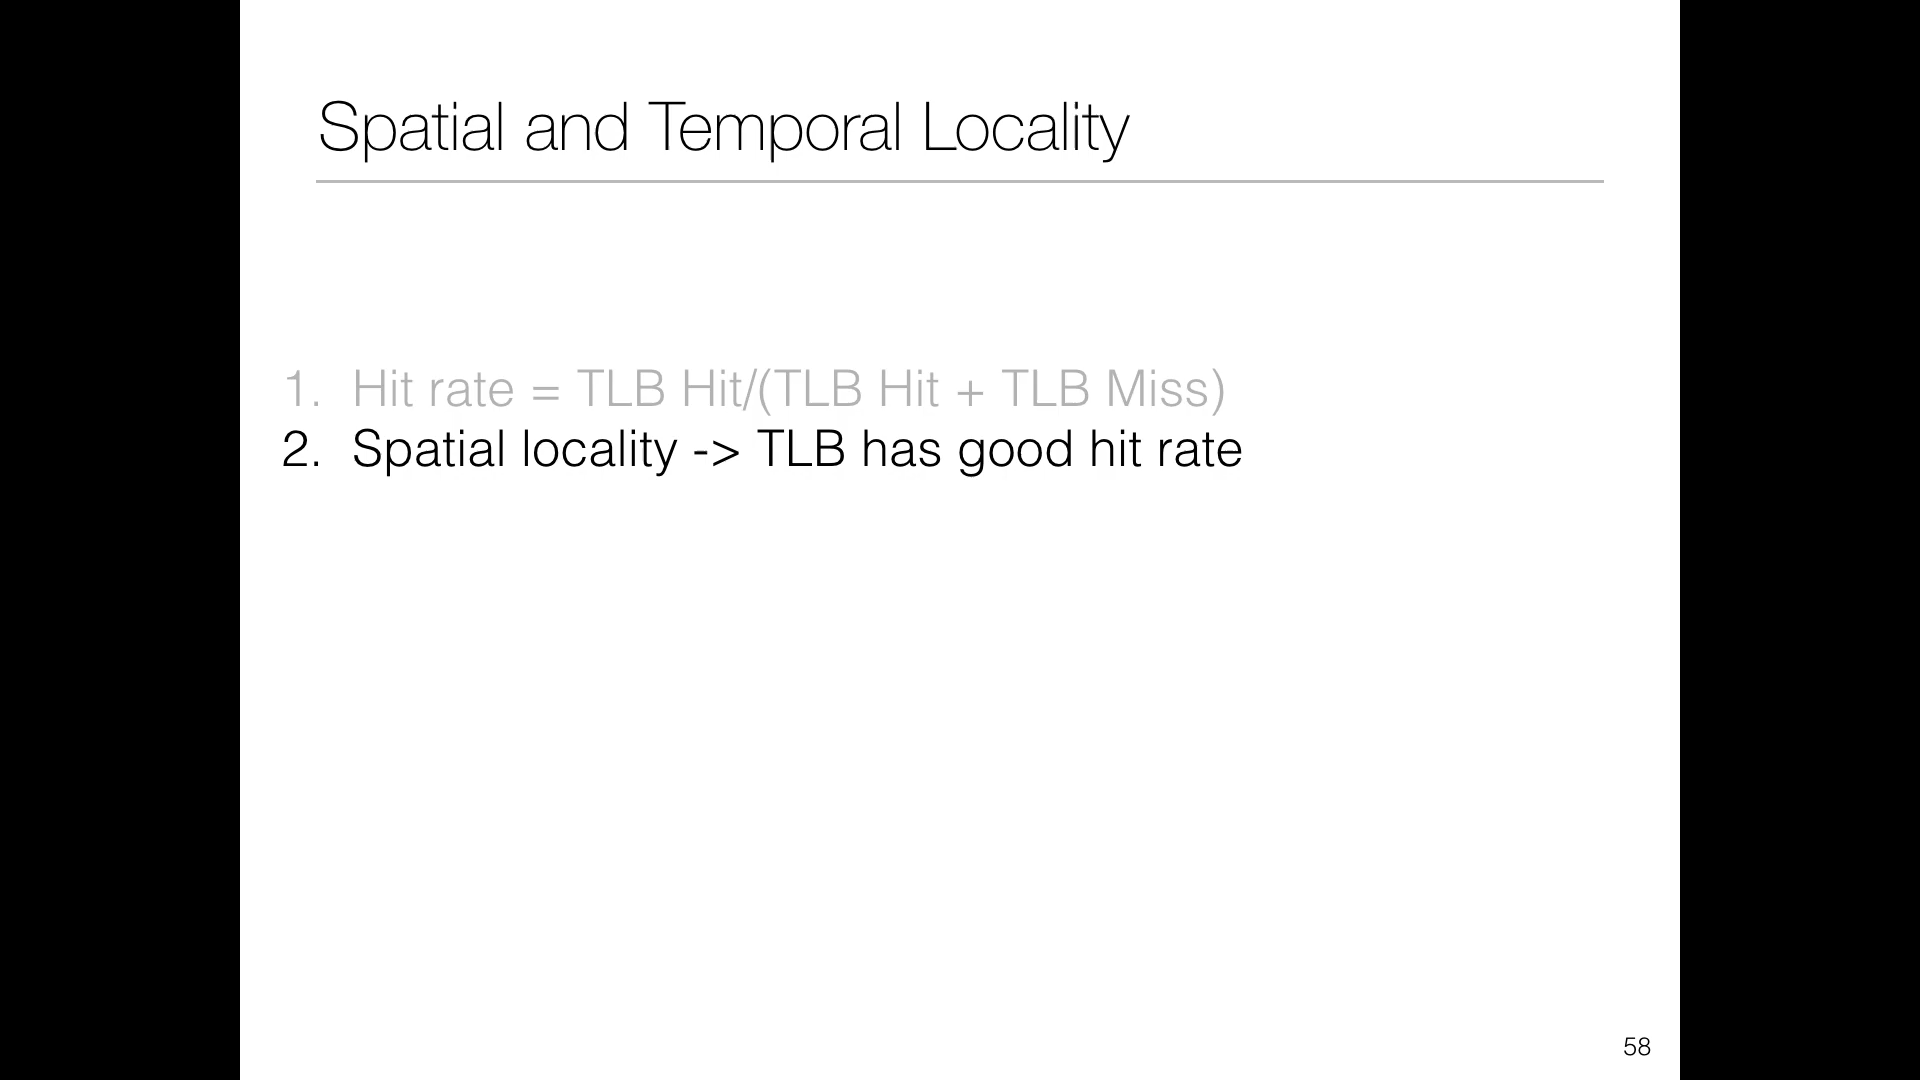 Spatial and Temporal Locality
1. Hit rate = TLB Hit/(TLB Hit + TLB Miss)
2. Spatial locality -> TLB has good hit rate
58